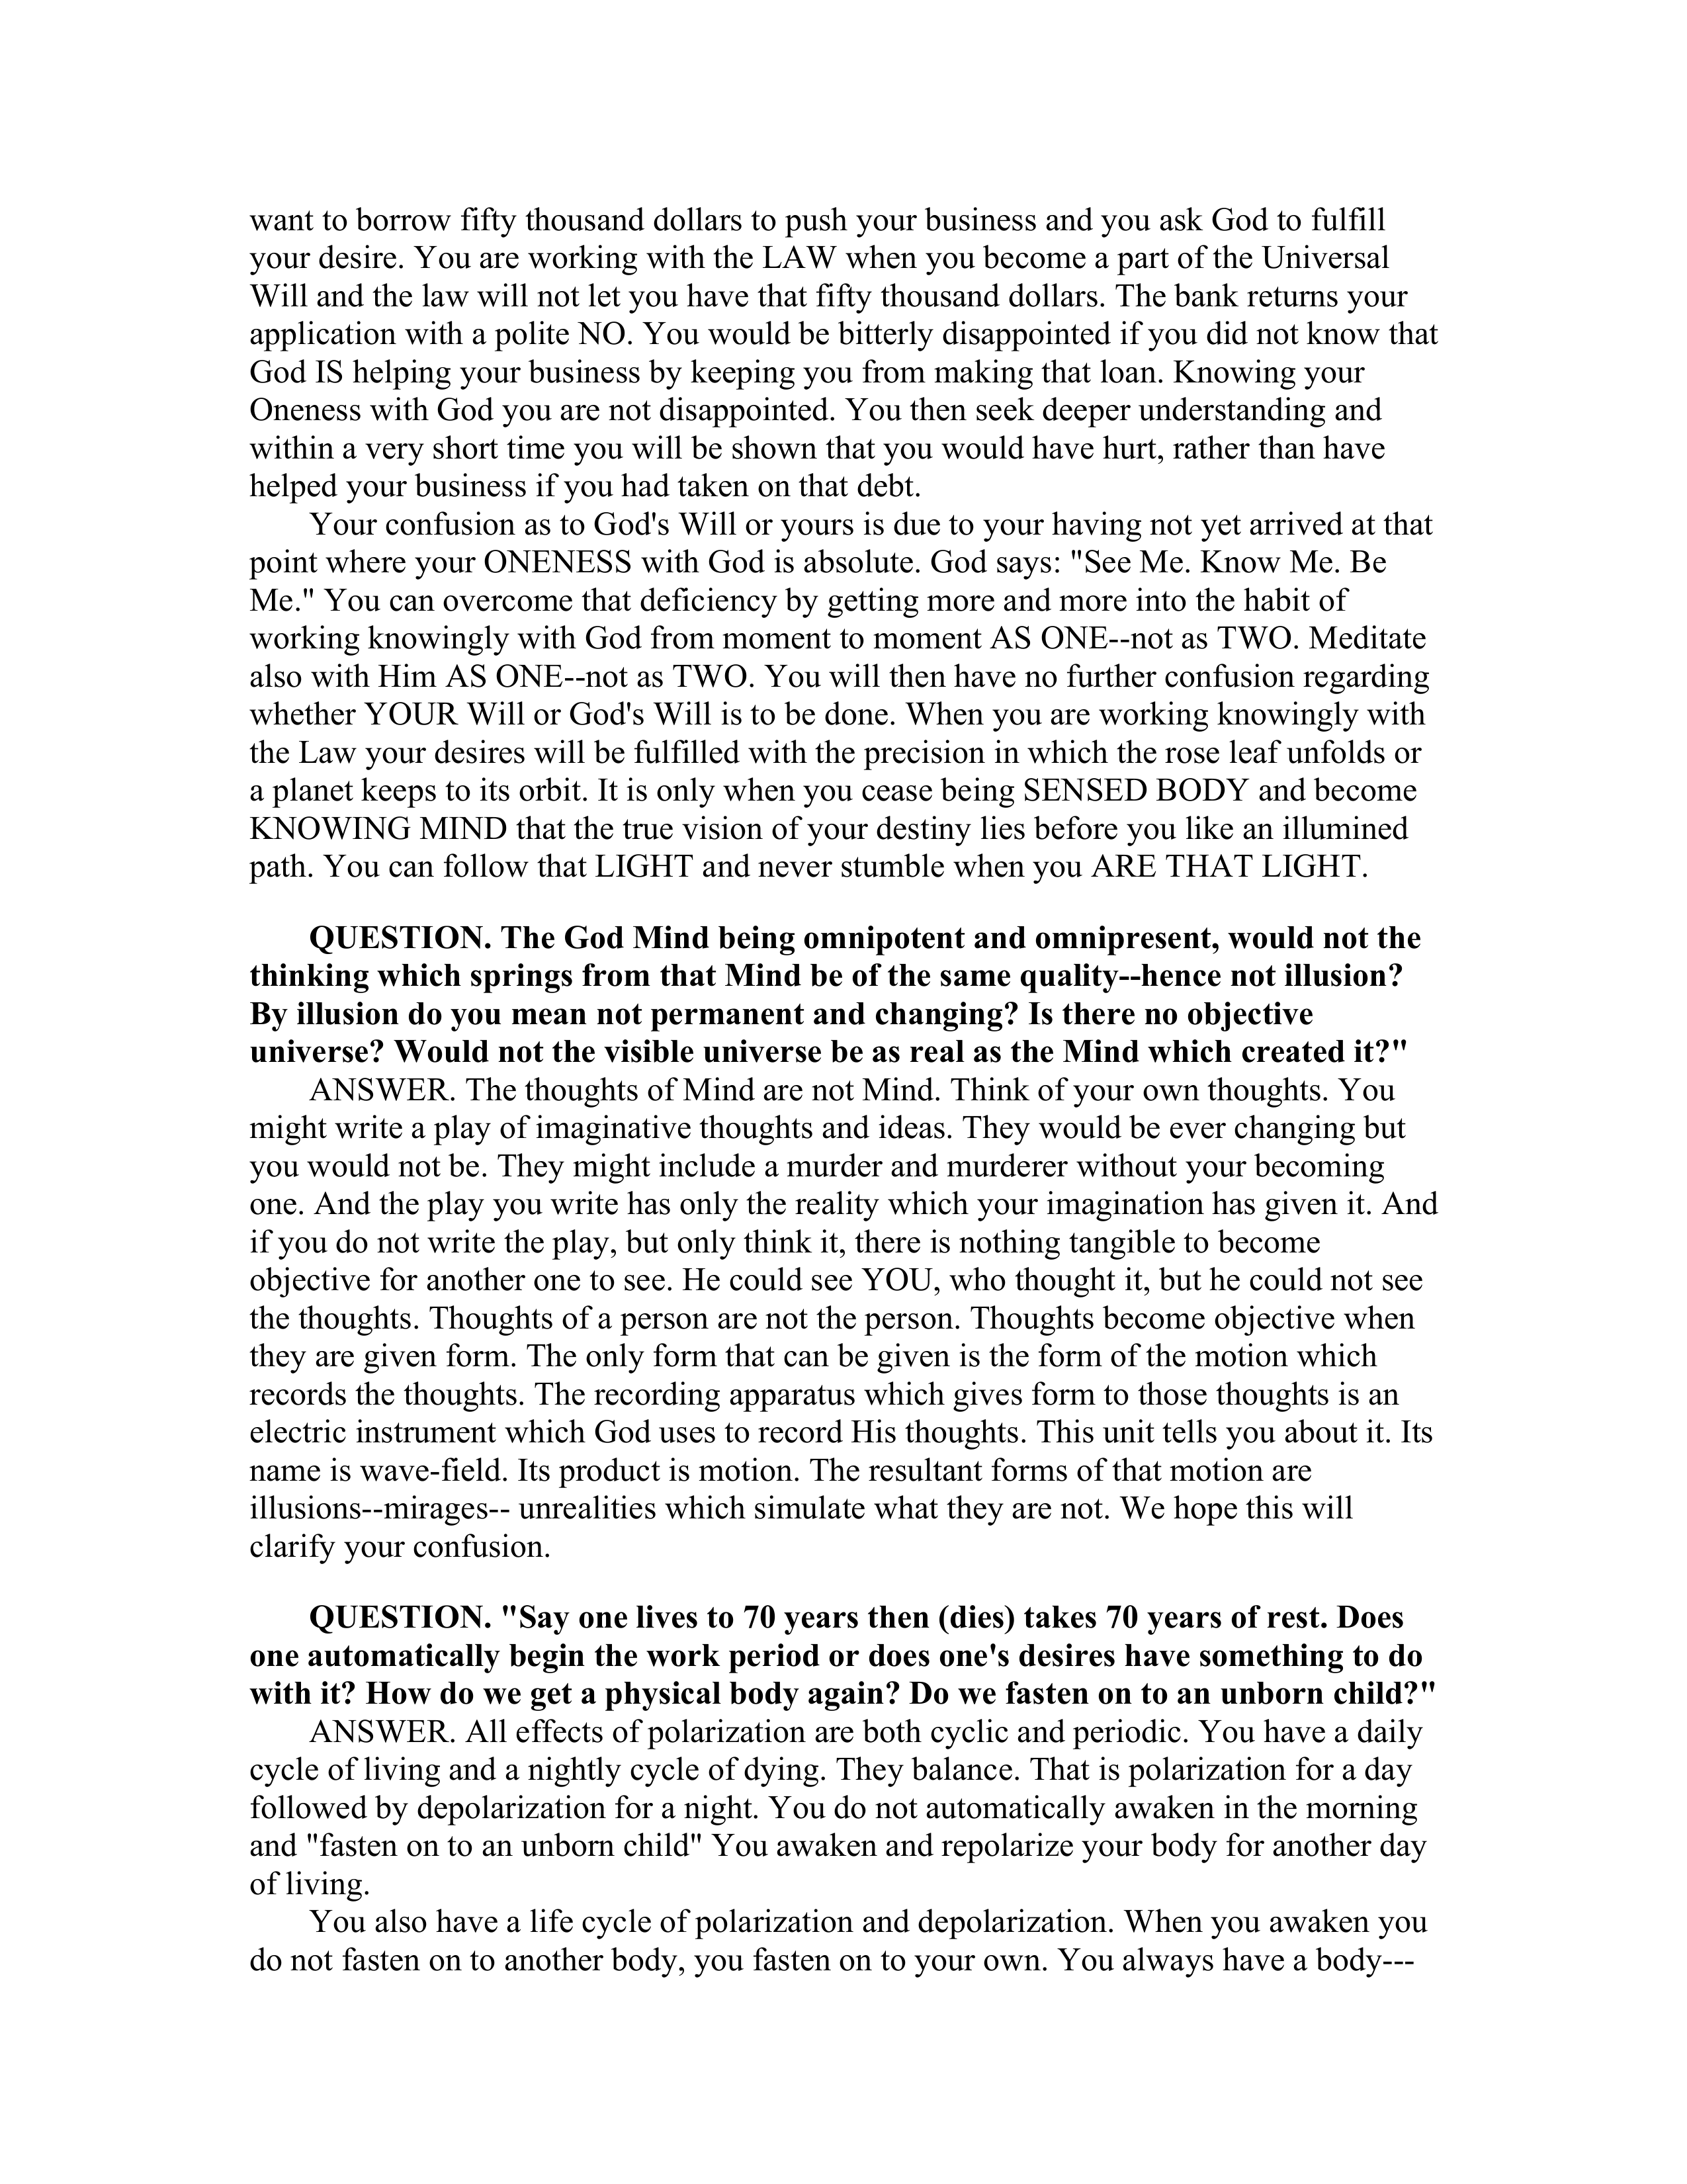 want to borrow fifty thousand dollars to push your business and you ask God to fulfill
your desire. You are working with the LAW when you become a part of the Universal
Will and the law will not let you have that fifty thousand dollars. The bank returns your
application with a polite NO. You would be bitterly disappointed if you did not know that
God IS helping your business by keeping you from making that loan. Knowing your
Oneness with God you are not disappointed. You then seek deeper understanding and
within a very short time you will be shown that you would have hurt, rather than have
helped your business if you had taken on that debt.
Your confusion as to God's Will or yours is due to your having not yet arrived at that
point where your ONENESS with God is absolute. God says: "See Me. Know Me. Be
Me." You can overcome that deficiency by getting more and more into the habit of
working knowingly with God from moment to moment AS ONE--not as TWO. Meditate
also with Him AS ONE--not as TWO. You will then have no further confusion regarding
whether YOUR Will or God's Will is to be done. When you are working knowingly with
the Law your desires will be fulfilled with the precision in which the rose leaf unfolds or
a planet keeps to its orbit. It is only when you cease being SENSED BODY and become
KNOWING MIND that the true vision of your destiny lies before you like an illumined
path. You can follow that LIGHT and never stumble when you ARE THAT LIGHT.
QUESTION. The God Mind being omnipotent and omnipresent, would not the
thinking which springs from that Mind be of the same quality--hence not illusion?
By illusion do you mean not permanent and changing? Is there no objective
universe? Would not the visible universe be as real as the Mind which created it?"
ANSWER. The thoughts of Mind are not Mind. Think of your own thoughts. You
might write a play of imaginative thoughts and ideas. They would be ever changing but
you would not be. They might include a murder and murderer without your becoming
one. And the play you write has only the reality which your imagination has given it. And
if you do not write the play, but only think it, there is nothing tangible to become
objective for another one to see. He could see YOU, who thought it, but he could not see
the thoughts. Thoughts of a person are not the person. Thoughts become objective when
they are given form. The only form that can be given is the form of the motion which
records the thoughts. The recording apparatus which gives form to those thoughts is an
electric instrument which God uses to record His thoughts. This unit tells you about it. Its
name is wave-field. Its product is motion. The resultant forms of that motion are
illusions--mirages-- unrealities which simulate what they are not. We hope this will
clarify your confusion.
QUESTION. "Say one lives to 70 years then (dies) takes 70 years of rest. Does
one automatically begin the work period or does one's desires have something to do
with it? How do we get a physical body again? Do we fasten on to an unborn child?"
ANSWER. All effects of polarization are both cyclic and periodic. You have a daily
cycle of living and a nightly cycle of dying. They balance. That is polarization for a day
followed by depolarization for a night. You do not automatically awaken in the morning
and "fasten on to an unborn child" You awaken and repolarize your body for another day
of living.
You also have a life cycle of polarization and depolarization. When you awaken you
do not fasten on to another body, you fasten on to your own. You always have a body---